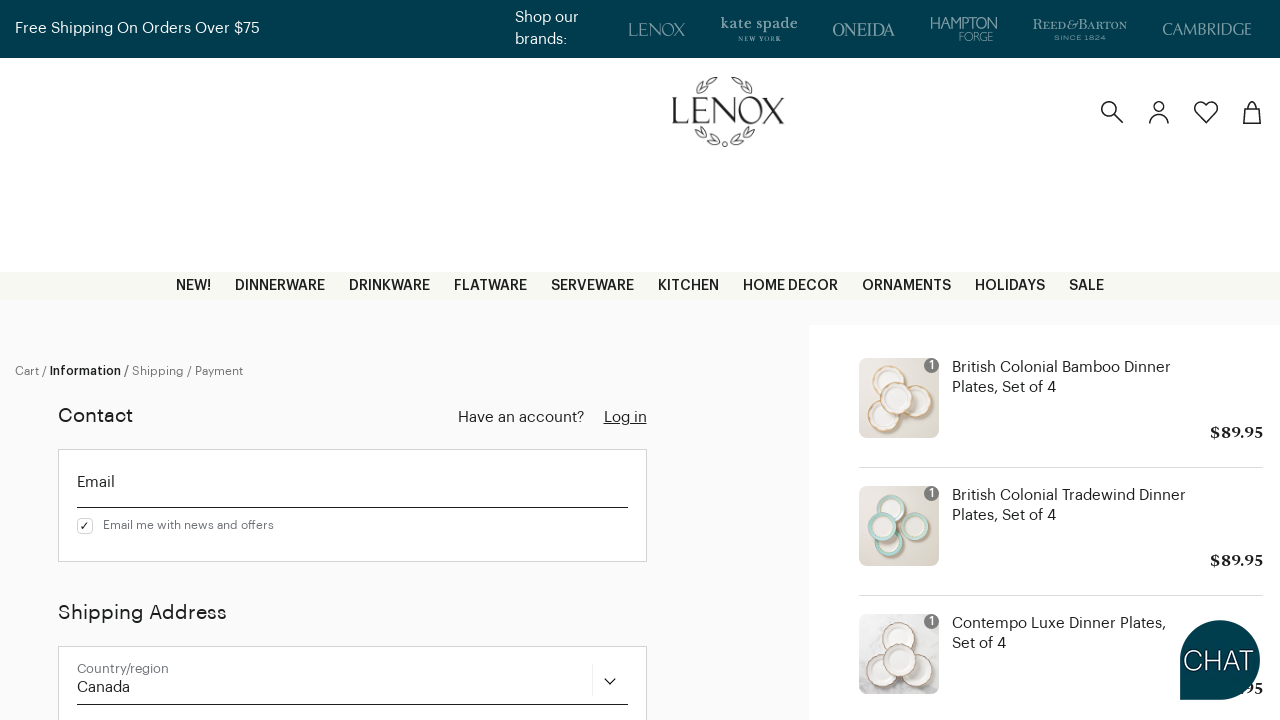 Free Shipping On Orders Over $75
Shop our
brands:
LENOX
kate spade
NEW YORK
ONEIDA
HAMPTON
FORGE
REED & BARTON
SINCE 1824
CAMBRIDGE
LENOX
NEW!
DINNERWARE
DRINKWARE
FLATWARE
SERVEWARE
KITCHEN
HOME DECOR
ORNAMENTS
HOLIDAYS
SALE
Cart / Information / Shipping / Payment
Contact
Have an account? Log in
Email
Email me with news and offers
Shipping Address
Country/region
Canada
1
British Colonial Bamboo Dinner
Plates, Set of 4
$89.95
1
British Colonial Tradewind Dinner
Plates, Set of 4
$89.95
1
Contempo Luxe Dinner Plates,
Set of 4
CHAT